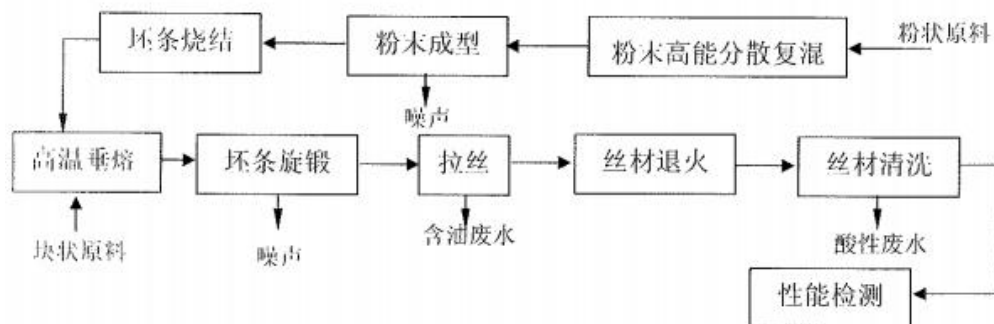 坯条烧结
粉末成型
粉末高能分散复混
粉状原料
噪声
高温垂熔
坯条旋锻
拉丝
丝材退火
丝材清洗
块状原料
噪声
含油废水
酸性废水
性能检测